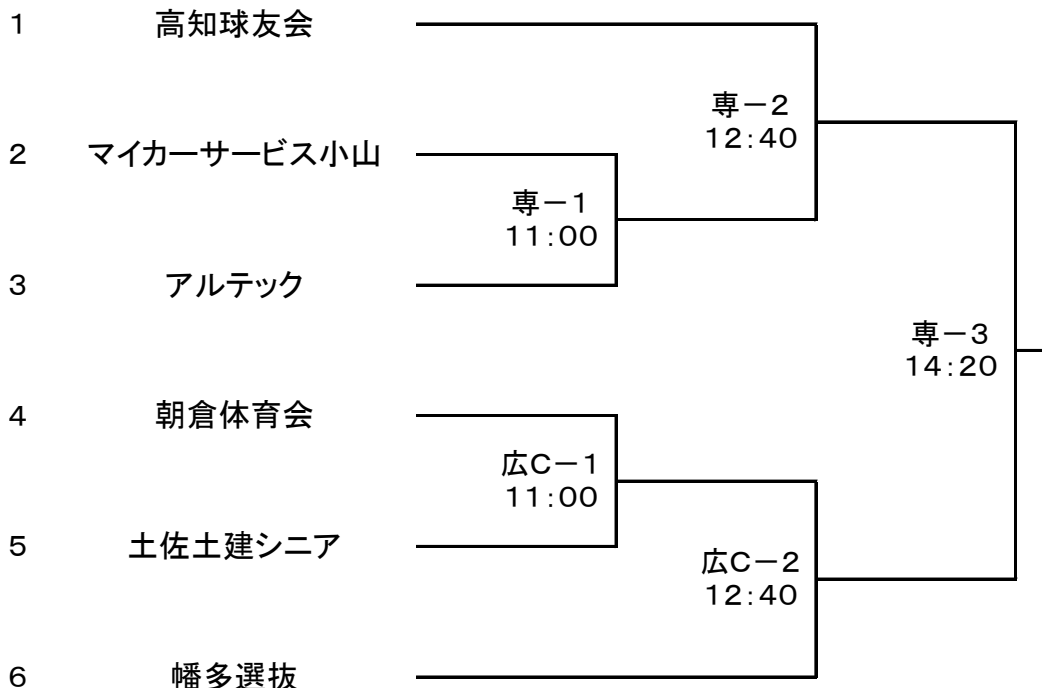 1 高知球友会
専－2
12:40
2 マイカーサービス小山
専－1
11:00
3 アルテック
専－3
14:20
4 朝倉体育会
広C－1
11:00
5 土佐土建シニア
広C－2
12:40
6 幡多選抜